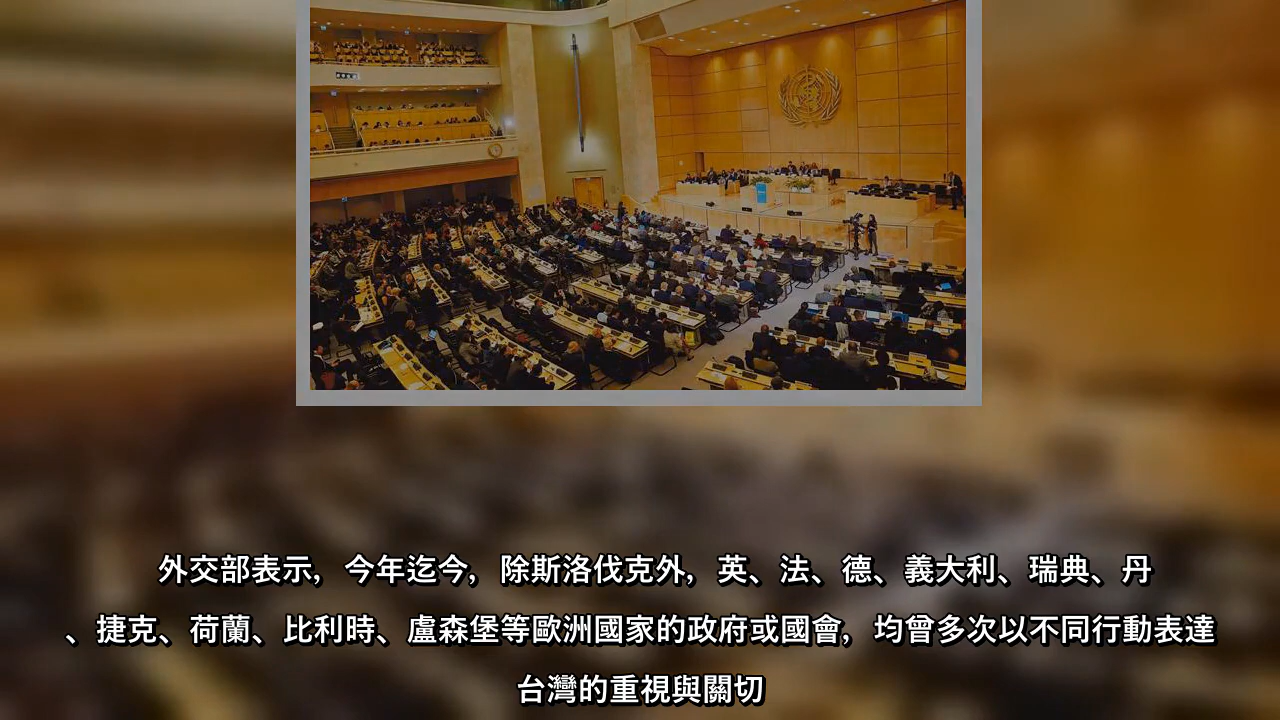 外交部表示，今年迄今，除斯洛伐克外，英、法、德、義大利、瑞典、丹
、捷克、荷蘭、比利時、盧森堡等歐洲國家的政府或國會，均曾多次以不同行動表達
台灣的重視與關切